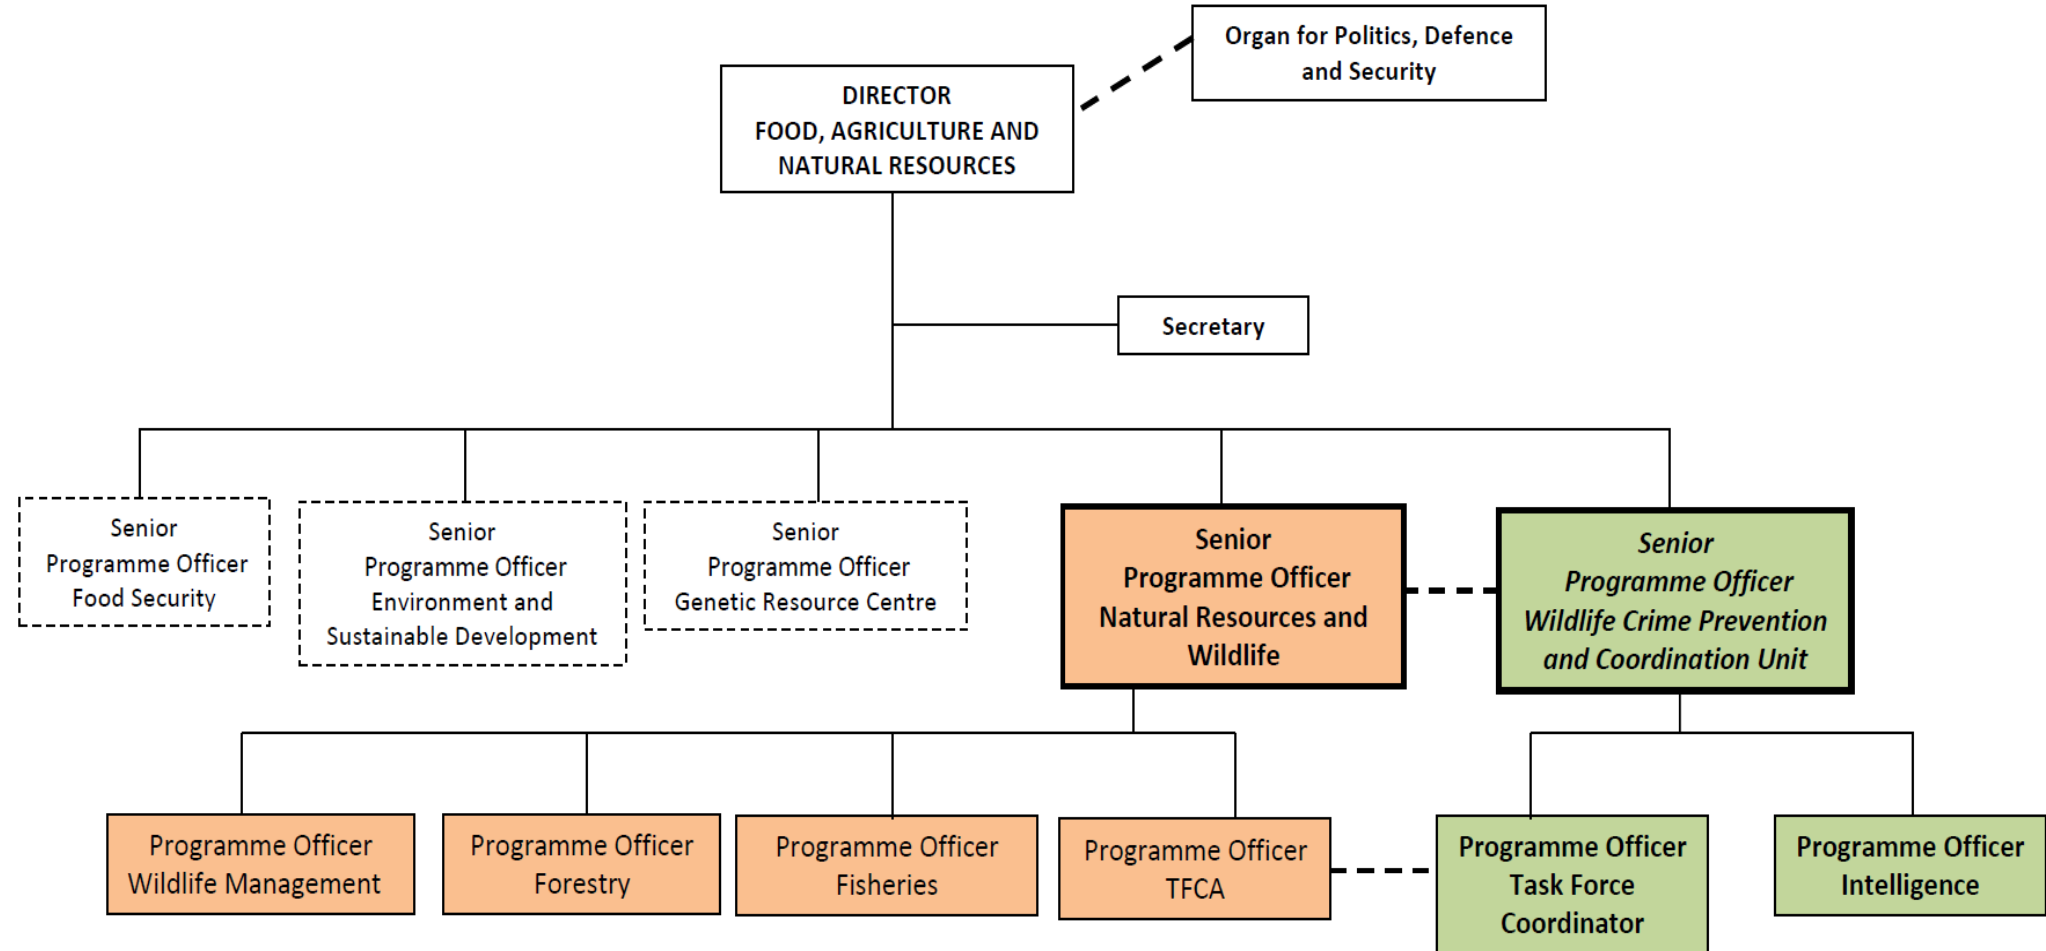 Organ for Politics, Defence
and Security
DIRECTOR
FOOD, AGRICULTURE AND
NATURAL RESOURCES
Secretary
Senior
Programme Officer
Food Security
Senior
Programme Officer
Environment and
Sustainable Development
Senior
Programme Officer
Genetic Resource Centre
Senior
Programme Officer
Natural Resources and
Wildlife
Senior
Programme Officer
Wildlife Crime Prevention
and Coordination Unit
Programme Officer
Wildlife Management
Programme Officer
Forestry
Programme Officer
Fisheries
Programme Officer
TFCA
Programme Officer
Task Force
Coordinator
Programme Officer
Intelligence